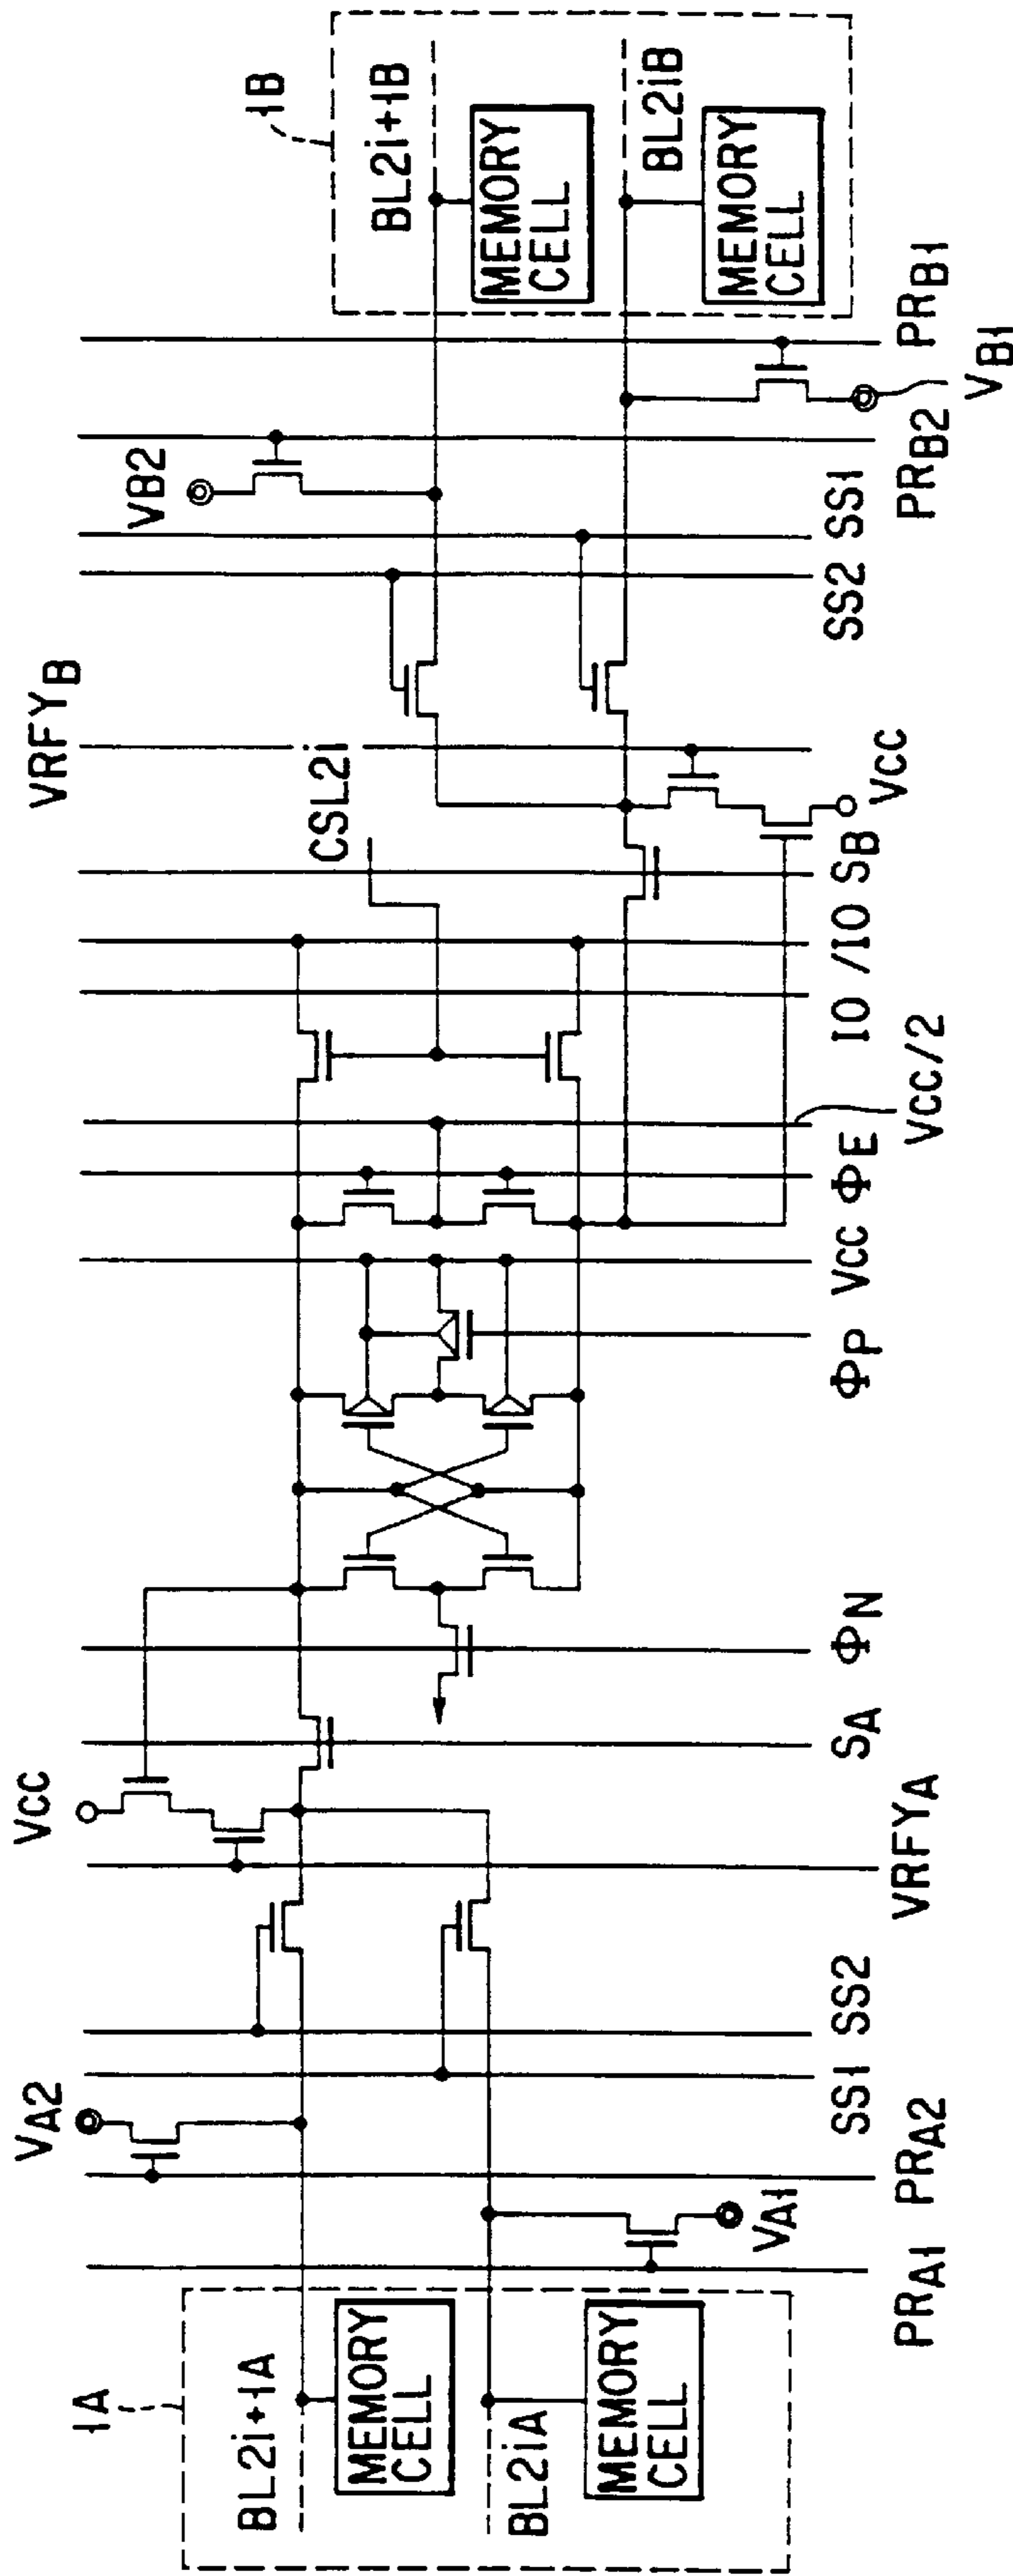 1A
BL2i+1A
MEMORY
CELL
BL2iA
MEMORY
CELL
PRA1
VA1
PRA2
VA2
SS1
SS2
VRFYA
VCC
SA
ΦN
ΦP
VCC
ΦE
VCC/2
IO
/IO
SB
CSL2i
VRFYB
VCC
SS2
SS1
VB2
PRB2
VB1
PRB1
1B
BL2i+1B
MEMORY
CELL
BL2iB
MEMORY
CELL